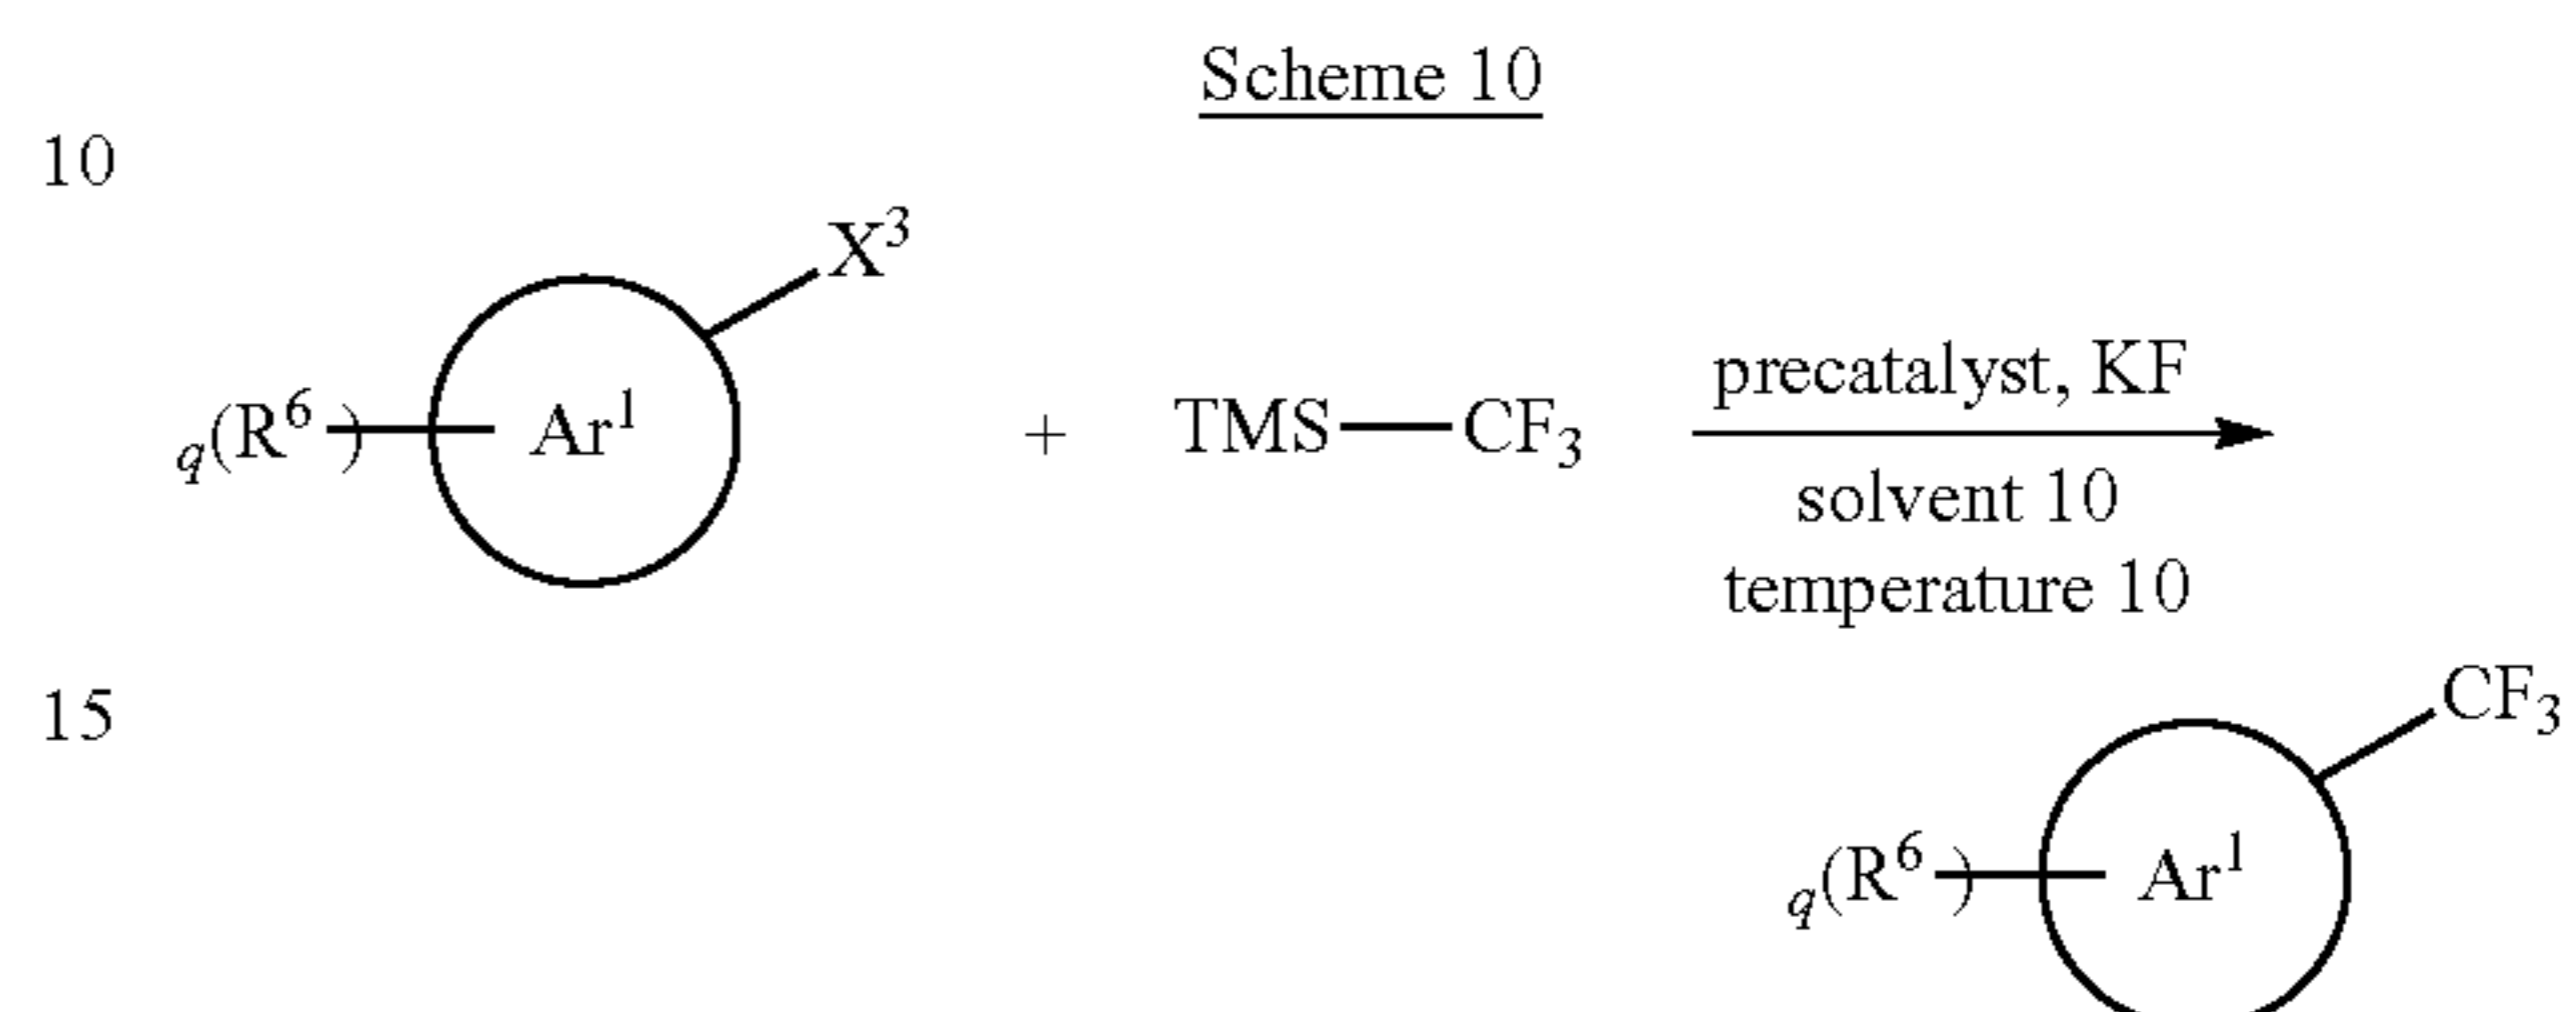 Scheme 10
10
X³
q(R⁶) Ar¹ + TMS—CF₃ precatalyst, KF
solvent 10
temperature 10
15
CF₃
q(R⁶) Ar¹